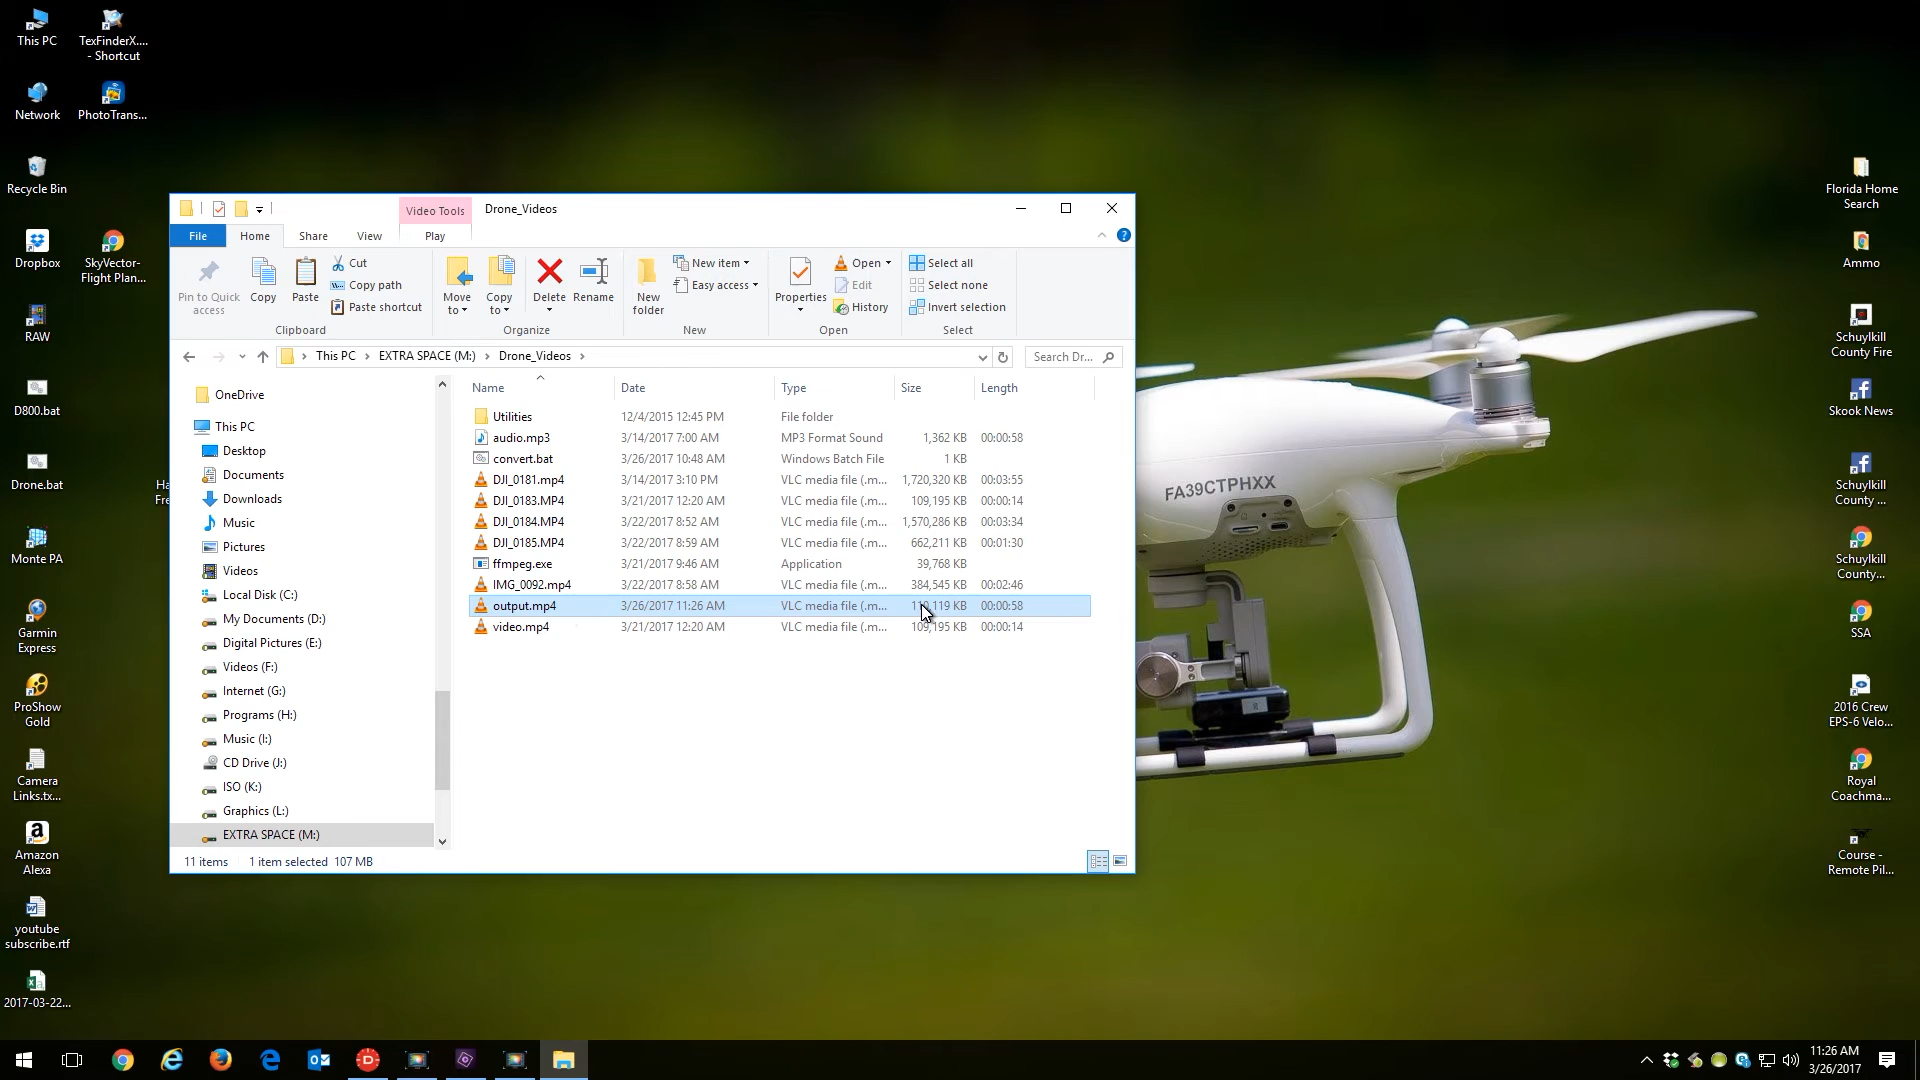 This PC
TexFinderX....
- Shortcut
Network
PhotoTrans...
Recycle Bin
Dropbox
SkyVector-
Flight Plan...
RAW
D800.bat
Drone.bat
Ha
Fre
Monte PA
Garmin
Express
ProShow
Gold
Camera
Links.tx...
Amazon
Alexa
youtube
subscribe.rtf
2017-03-22...
Video Tools
Drone_Videos
File
Home
Share
View
Play
Pin to Quick
access
Copy
Paste
Cut
Copy path
Paste shortcut
Clipboard
Move
to
Copy
to
Delete
Rename
Organize
New
folder
New item
Easy access
New
Properties
Open
Edit
History
Open
Select all
Select none
Invert selection
Select
This PC > EXTRA SPACE (M:) > Drone_Videos >
Search Dr...
OneDrive
This PC
Desktop
Documents
Downloads
Music
Pictures
Videos
Local Disk (C:)
My Documents (D:)
Digital Pictures (E:)
Videos (F:)
Internet (G:)
Programs (H:)
Music (I:)
CD Drive (J:)
ISO (K:)
Graphics (L:)
EXTRA SPACE (M:)
Name Date Type Size Length
Utilities 12/4/2015 12:45 PM File folder
audio.mp3 3/14/2017 7:00 AM MP3 Format Sound 1,362 KB 00:00:58
convert.bat 3/26/2017 10:48 AM Windows Batch File 1 KB
DJI_0181.mp4 3/14/2017 3:10 PM VLC media file (.m... 1,720,320 KB 00:03:55
DJI_0183.MP4 3/21/2017 12:20 AM VLC media file (.m... 109,195 KB 00:00:14
DJI_0184.MP4 3/22/2017 8:52 AM VLC media file (.m... 1,570,286 KB 00:03:34
DJI_0185.MP4 3/22/2017 8:59 AM VLC media file (.m... 662,211 KB 00:01:30
ffmpeg.exe 3/21/2017 9:46 AM Application 39,768 KB
IMG_0092.mp4 3/22/2017 8:58 AM VLC media file (.m... 384,545 KB 00:02:46
output.mp4 3/26/2017 11:26 AM VLC media file (.m... KB 00:00:58
video.mp4 3/21/2017 12:20 AM VLC media file (.m... 109,195 KB 00:00:14
11 items 1 item selected 107 MB
FA39CTPHXX
Florida Home
Search
Ammo
Schuylkill
County Fire
Skook News
Schuylkill
County ...
Schuylkill
County...
SSA
2016 Crew
EPS-6 Velo...
Royal
Coachma...
Course -
Remote Pil...
11:26 AM
3/26/2017